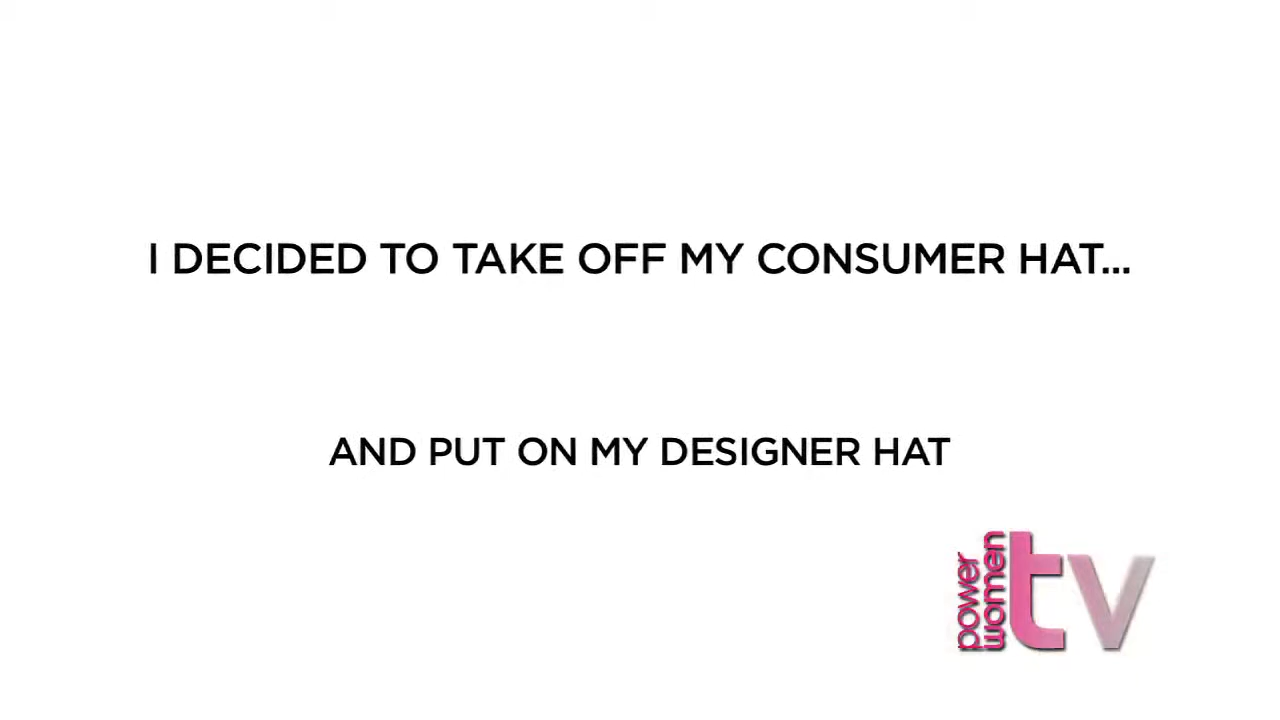 I DECIDED TO TAKE OFF MY CONSUMER HAT...
AND PUT ON MY DESIGNER HAT
power
women
tv